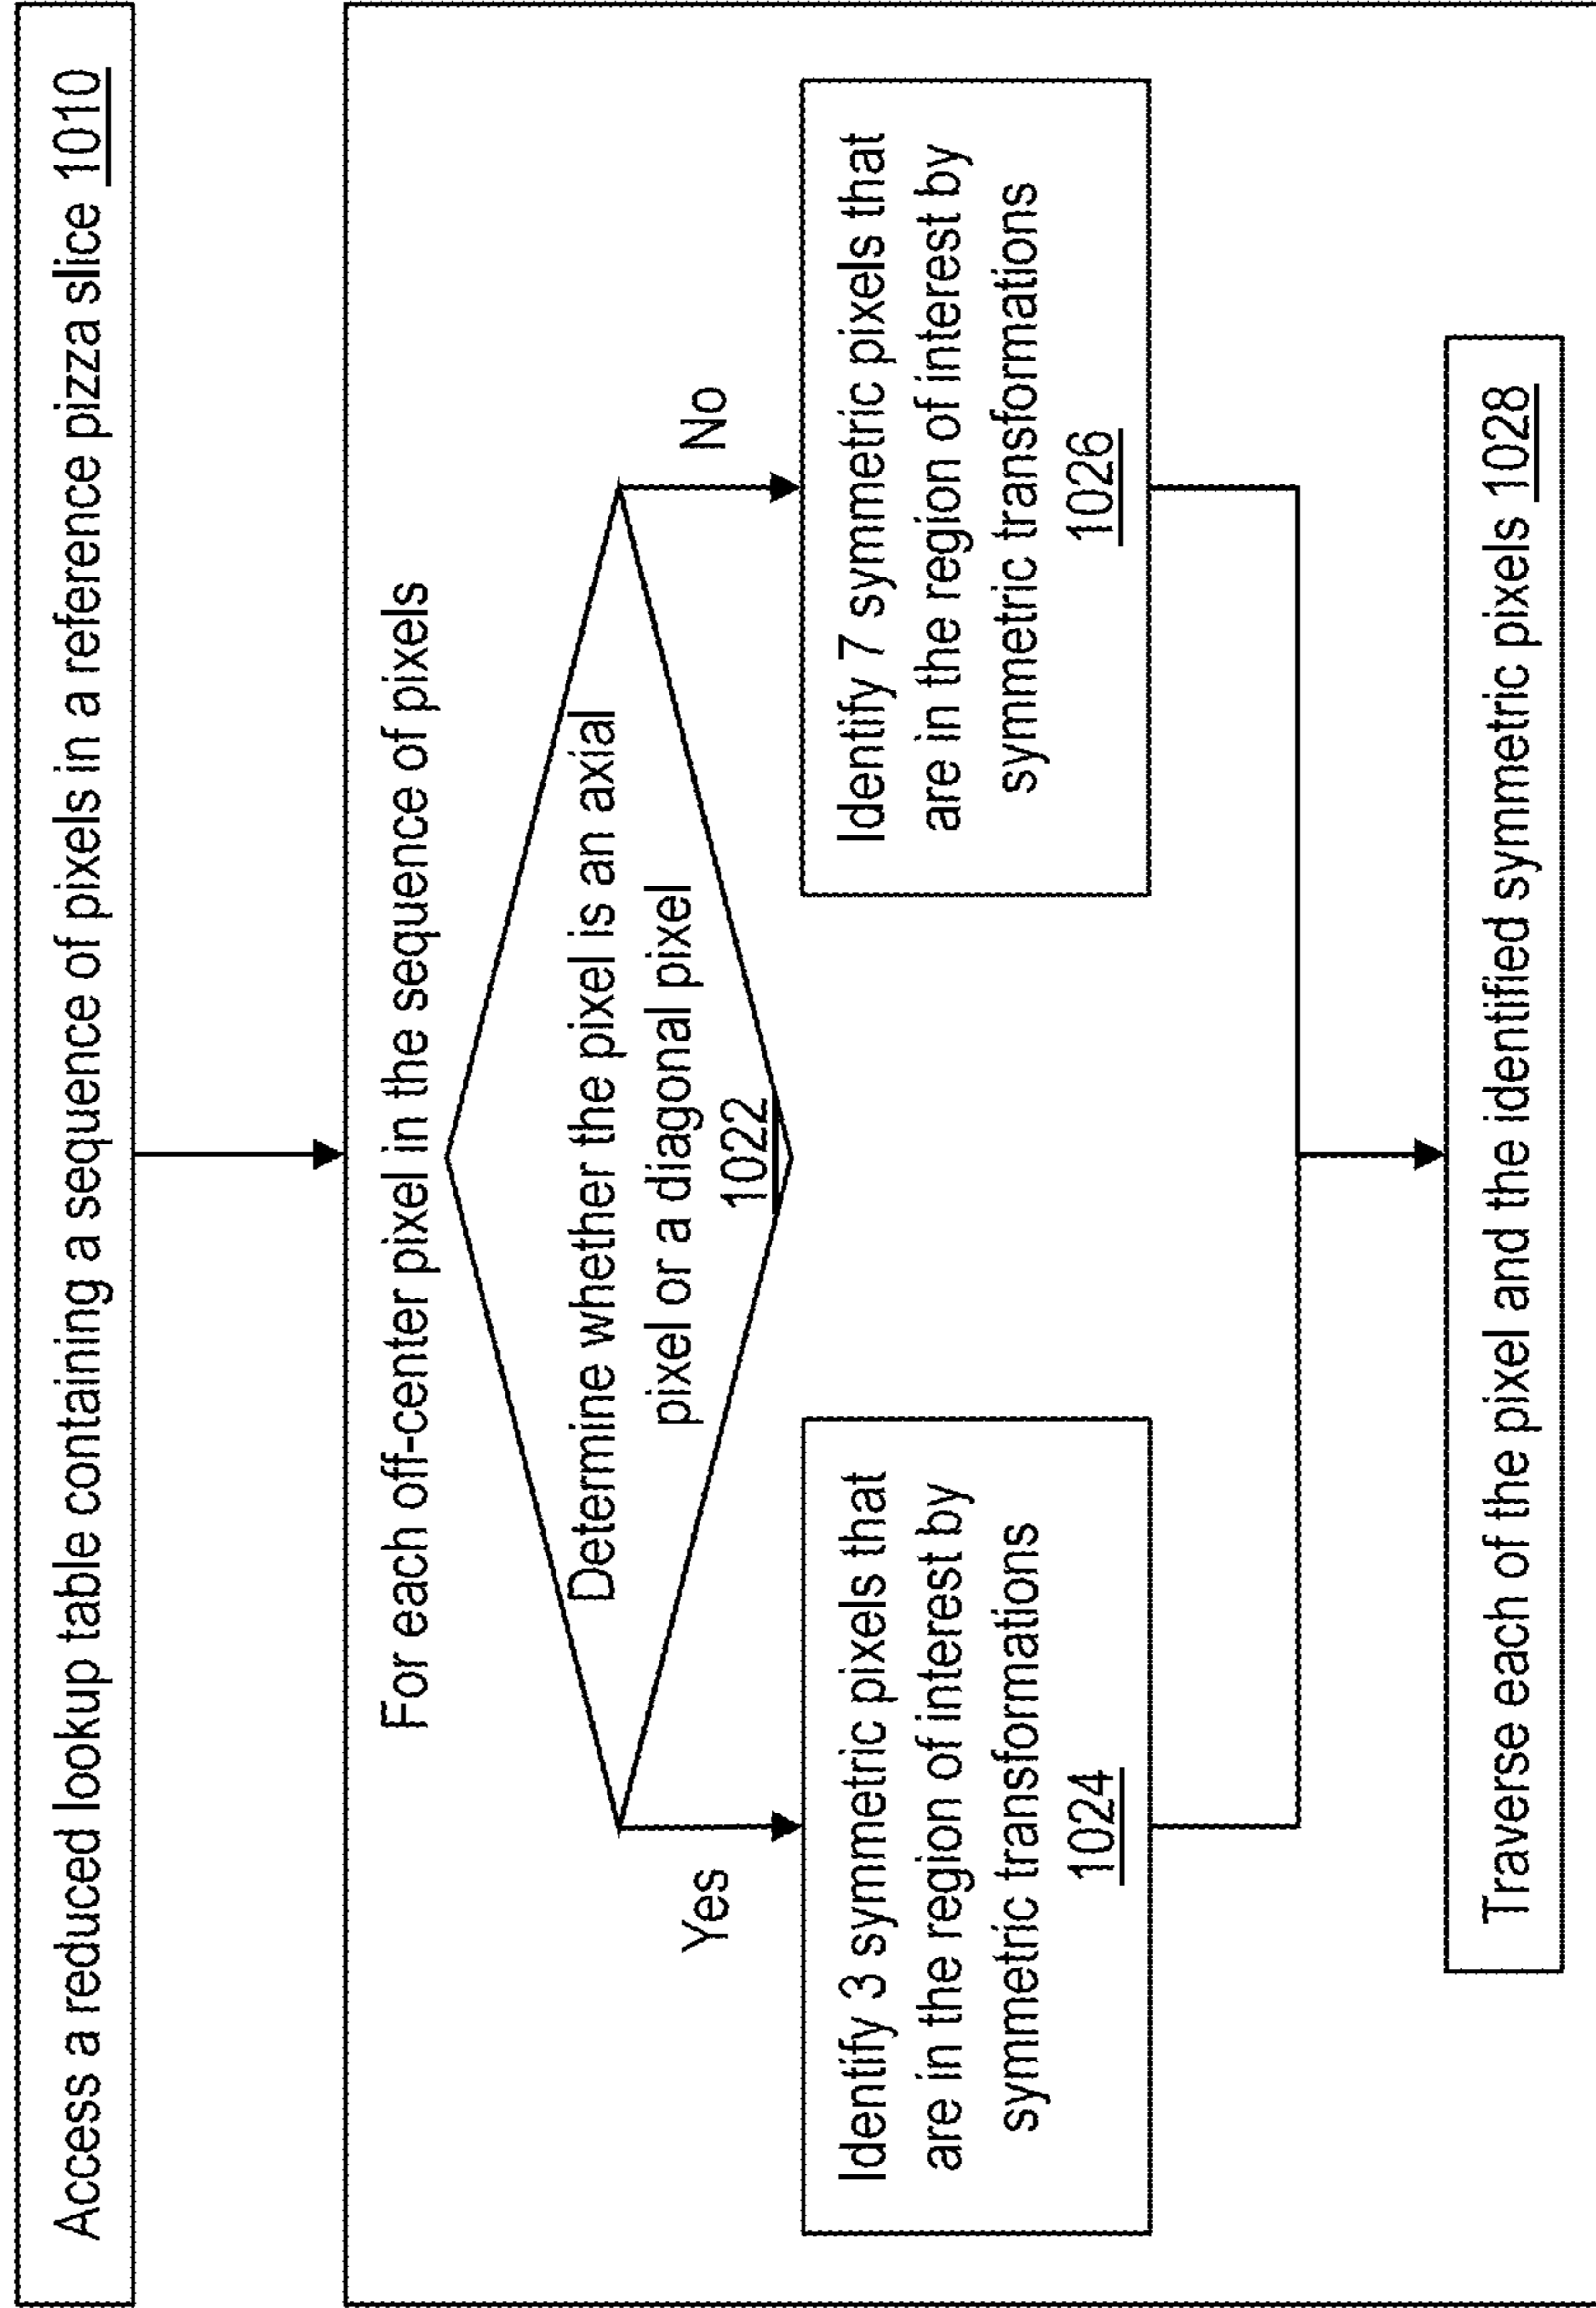 Access a reduced lookup table containing a sequence of pixels in a reference pizza slice 1010
For each off-center pixel in the sequence of pixels
Determine whether the pixel is an axial
pixel or a diagonal pixel
1022
Yes
No
Identify 3 symmetric pixels that
are in the region of interest by
symmetric transformations
1024
Identify 7 symmetric pixels that
are in the region of interest by
symmetric transformations
1026
Traverse each of the pixel and the identified symmetric pixels 1028